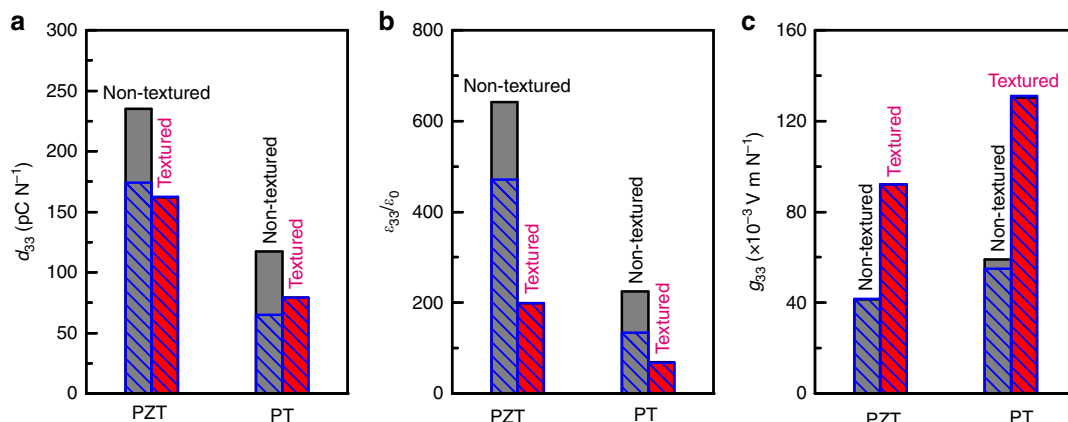 a
300
250
200
150
100
50
0
d33 (pC N−1)
Non-textured
Textured
Non-textured
Textured
PZT
PT
b
800
600
400
200
0
ε33/ε0
Non-textured
Textured
Non-textured
Textured
PZT
PT
c
160
120
80
40
0
g33 (×10−3 V m N−1)
Non-textured
Textured
Non-textured
Textured
PZT
PT